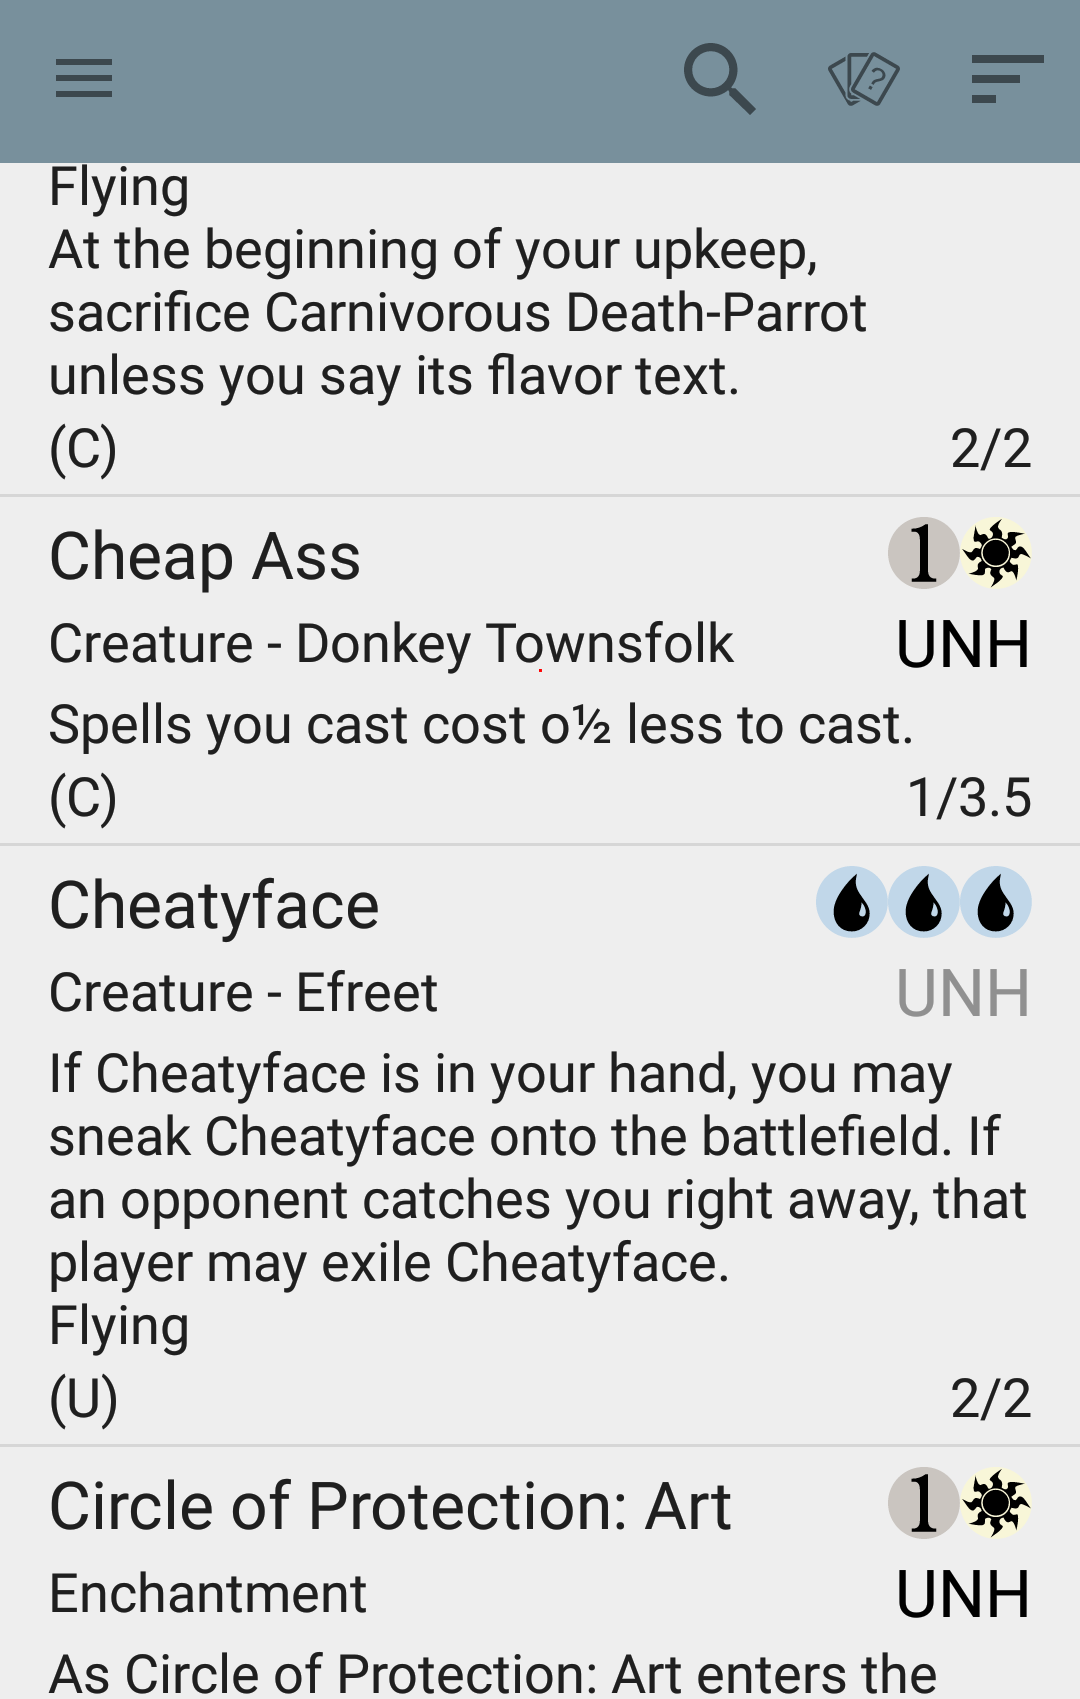 Flying
At the beginning of your upkeep,
sacrifice Carnivorous Death-Parrot
unless you say its flavor text.
(C) 2/2
Cheap Ass 1
Creature - Donkey Townsfolk UNH
Spells you cast cost o½ less to cast.
(C) 1/3.5
Cheatyface
Creature - Efreet UNH
If Cheatyface is in your hand, you may
sneak Cheatyface onto the battlefield. If
an opponent catches you right away, that
player may exile Cheatyface.
Flying
(U) 2/2
Circle of Protection: Art 1
Enchantment UNH
As Circle of Protection: Art enters the